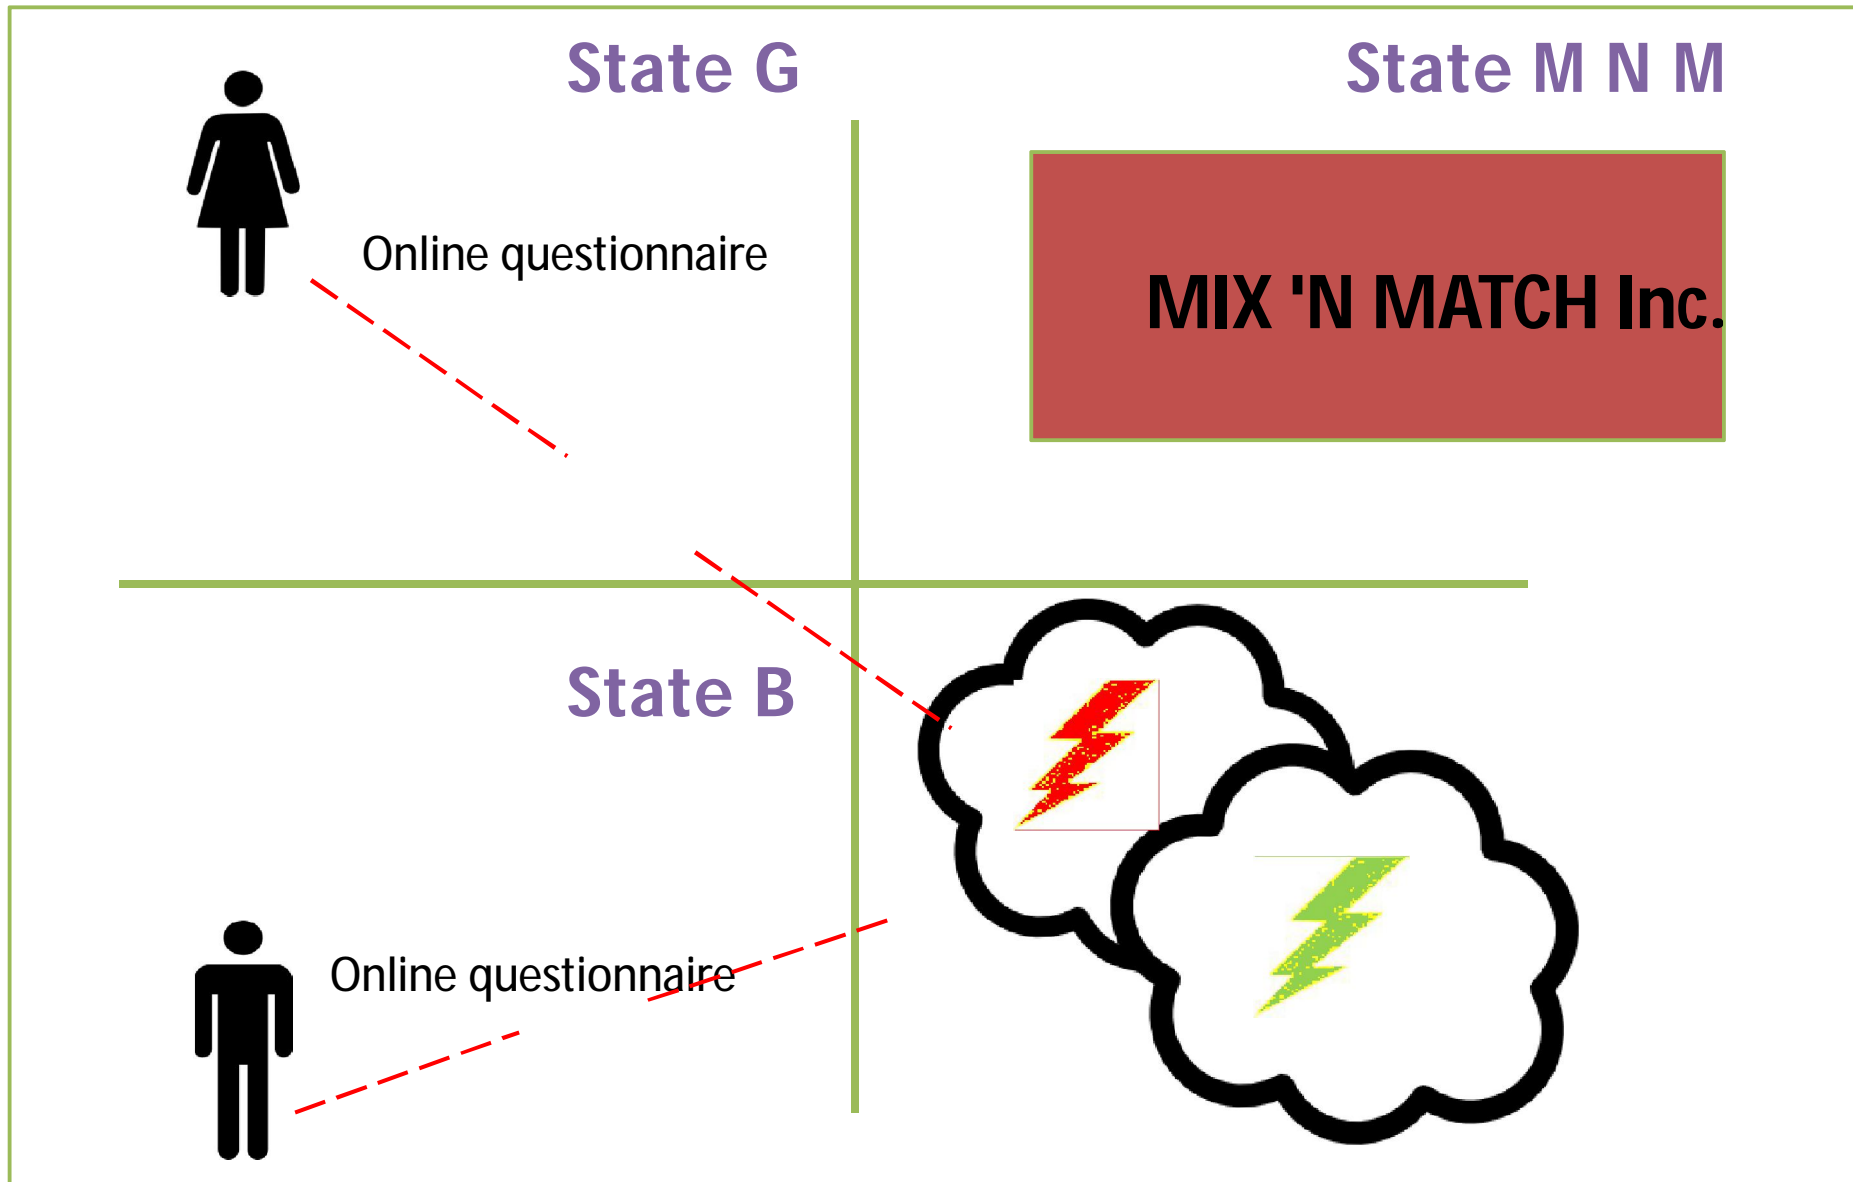 State G
State M N M
Online questionnaire
MIX 'N MATCH Inc.
State B
Online questionnaire